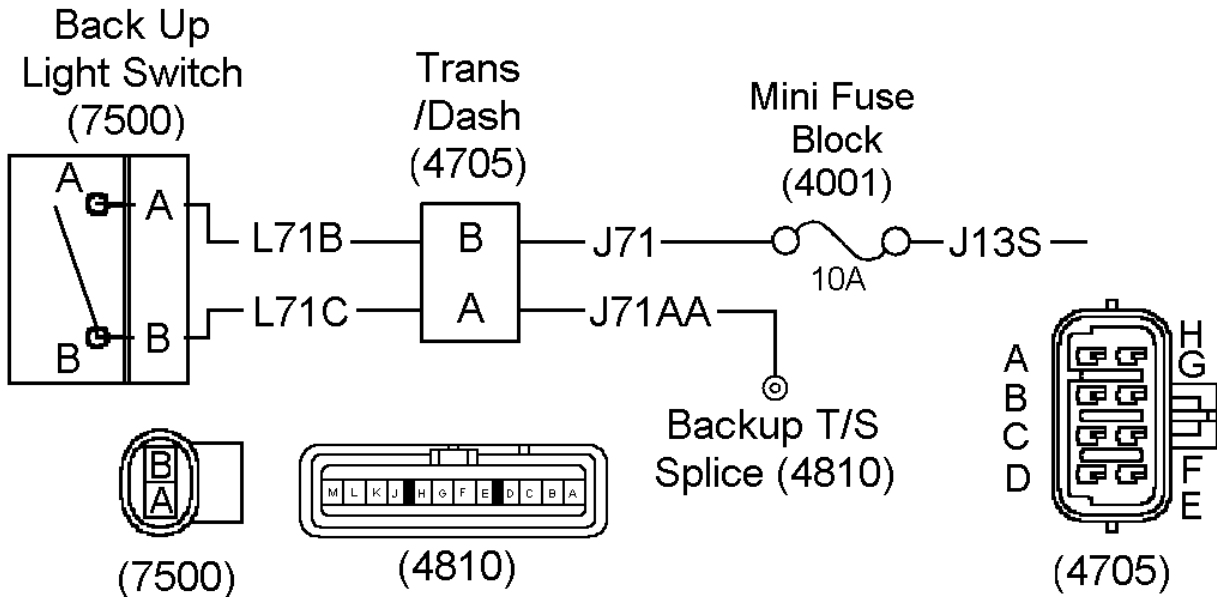 Back Up
Light Switch
(7500)
Trans
/Dash
(4705)
Mini Fuse
Block
(4001)
A
A
L71B
B
J71
10A
J13S
B
B
L71C
A
J71AA
Backup T/S
Splice (4810)
B
A
(7500)
M L K J H G F E D C B A
(4810)
A
B
C
D
H
G
F
E
(4705)